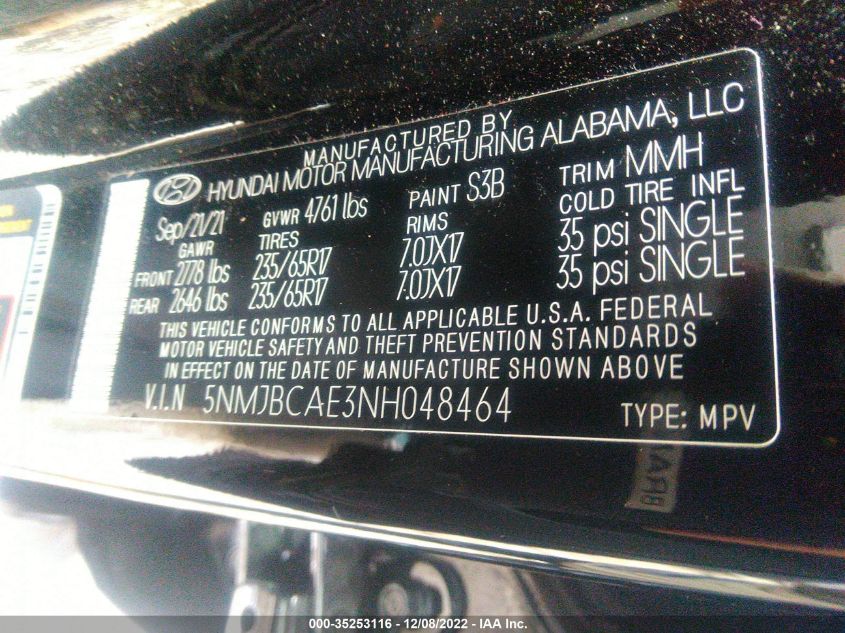 MANUFACTURED BY
HYUNDAI MOTOR MANUFACTURING ALABAMA, LLC
Sep/21/21 GVWR 4761 lbs PAINT S3B TRIM MMH
GAWR TIRES RIMS COLD TIRE INFL
FRONT 2778 lbs 235/65R17 7.0JX17 35 psi SINGLE
REAR 2646 lbs 235/65R17 7.0JX17 35 psi SINGLE
THIS VEHICLE CONFORMS TO ALL APPLICABLE U.S.A. FEDERAL
MOTOR VEHICLE SAFETY AND THEFT PREVENTION STANDARDS
IN EFFECT ON THE DATE OF MANUFACTURE SHOWN ABOVE
V.I.N 5NMJBCAE3NH048464 TYPE: MPV
000-35253116 - 12/08/2022 - IAA Inc.